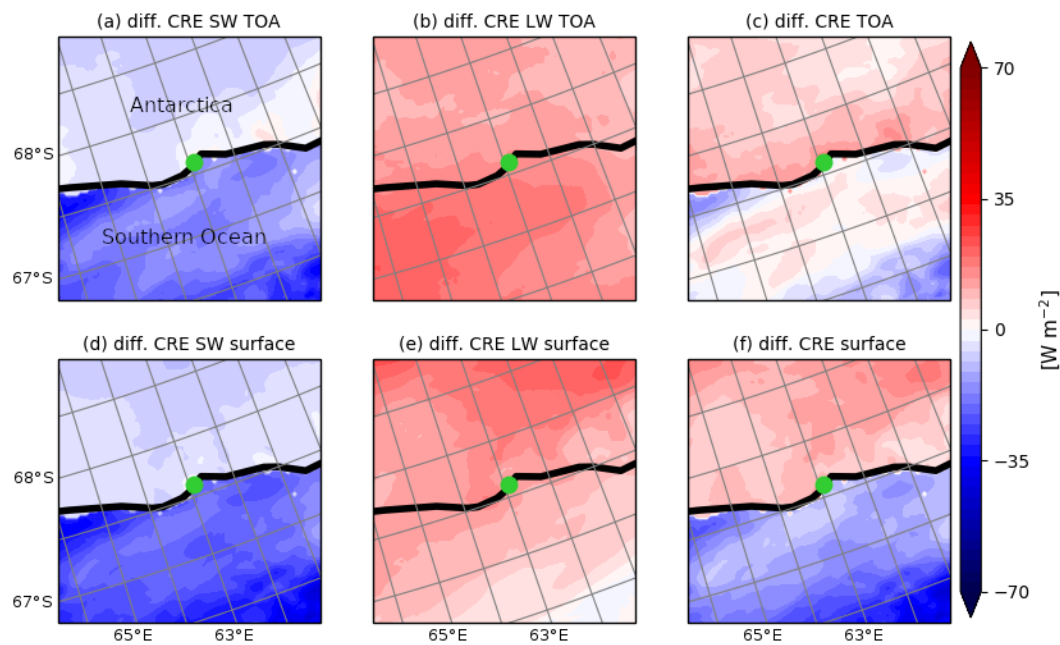 (a) diff. CRE SW TOA
(b) diff. CRE LW TOA
(c) diff. CRE TOA
Antarctica
Southern Ocean
68°S
67°S
(d) diff. CRE SW surface
(e) diff. CRE LW surface
(f) diff. CRE surface
68°S
67°S
65°E 63°E
65°E 63°E
65°E 63°E
70
35
0
−35
−70
[W m⁻²]